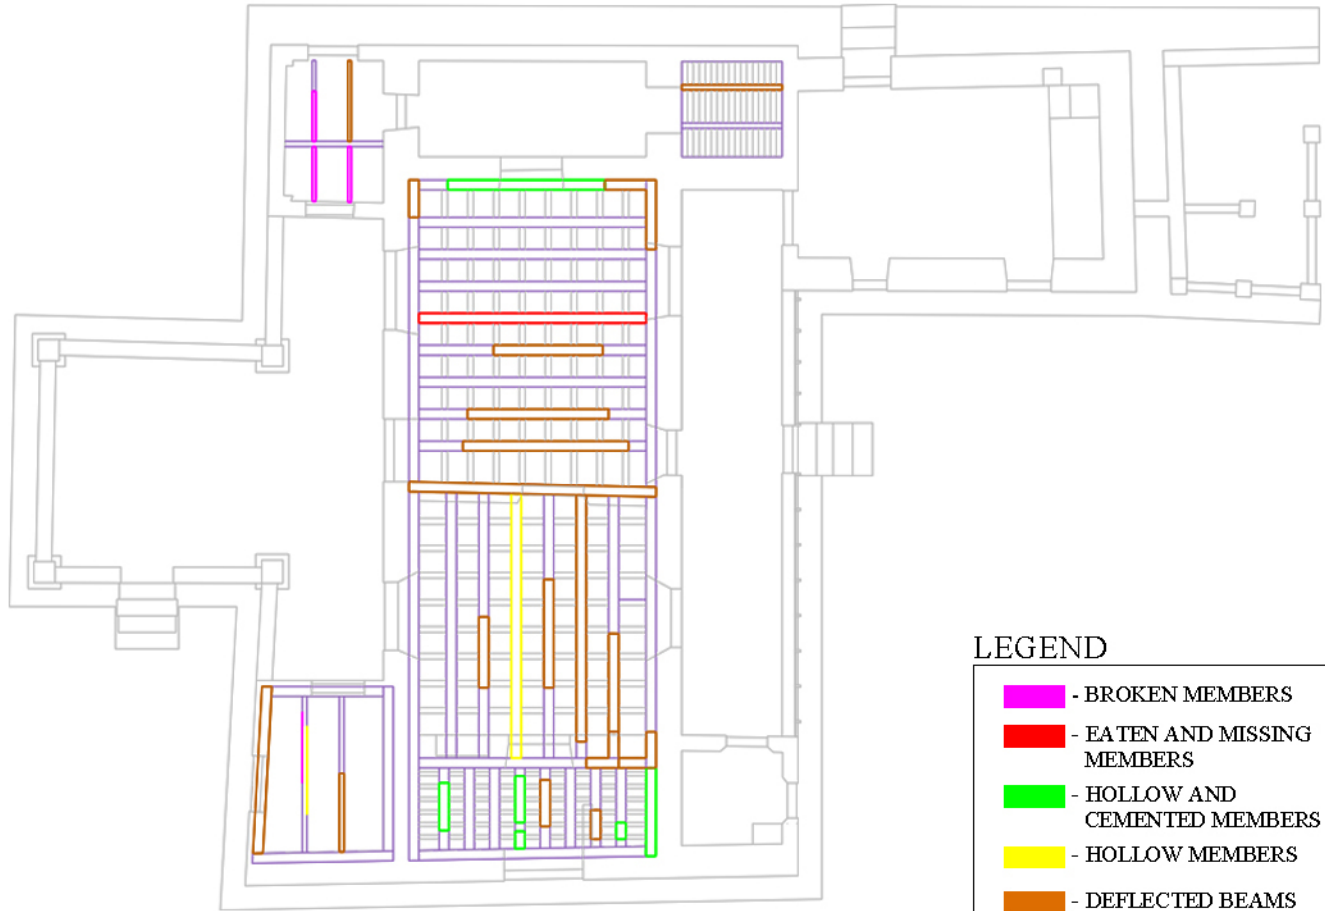 LEGEND
- BROKEN MEMBERS
- EATEN AND MISSING
MEMBERS
- HOLLOW AND
CEMENTED MEMBERS
- HOLLOW MEMBERS
- DEFLECTED BEAMS